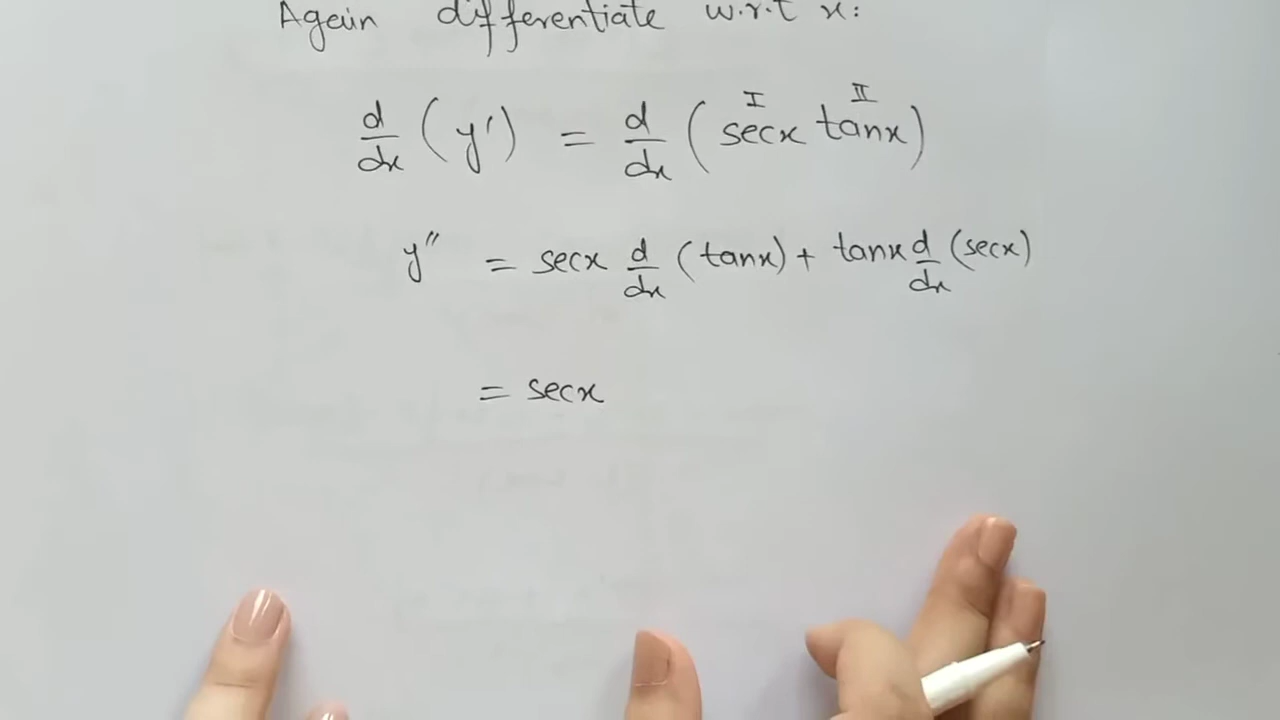 Again differentiate w.r.t x:
I II
d/dx (y') = d/dx (secx tanx)
y'' = secx d/dx (tanx) + tanx d/dx (secx)
= secx